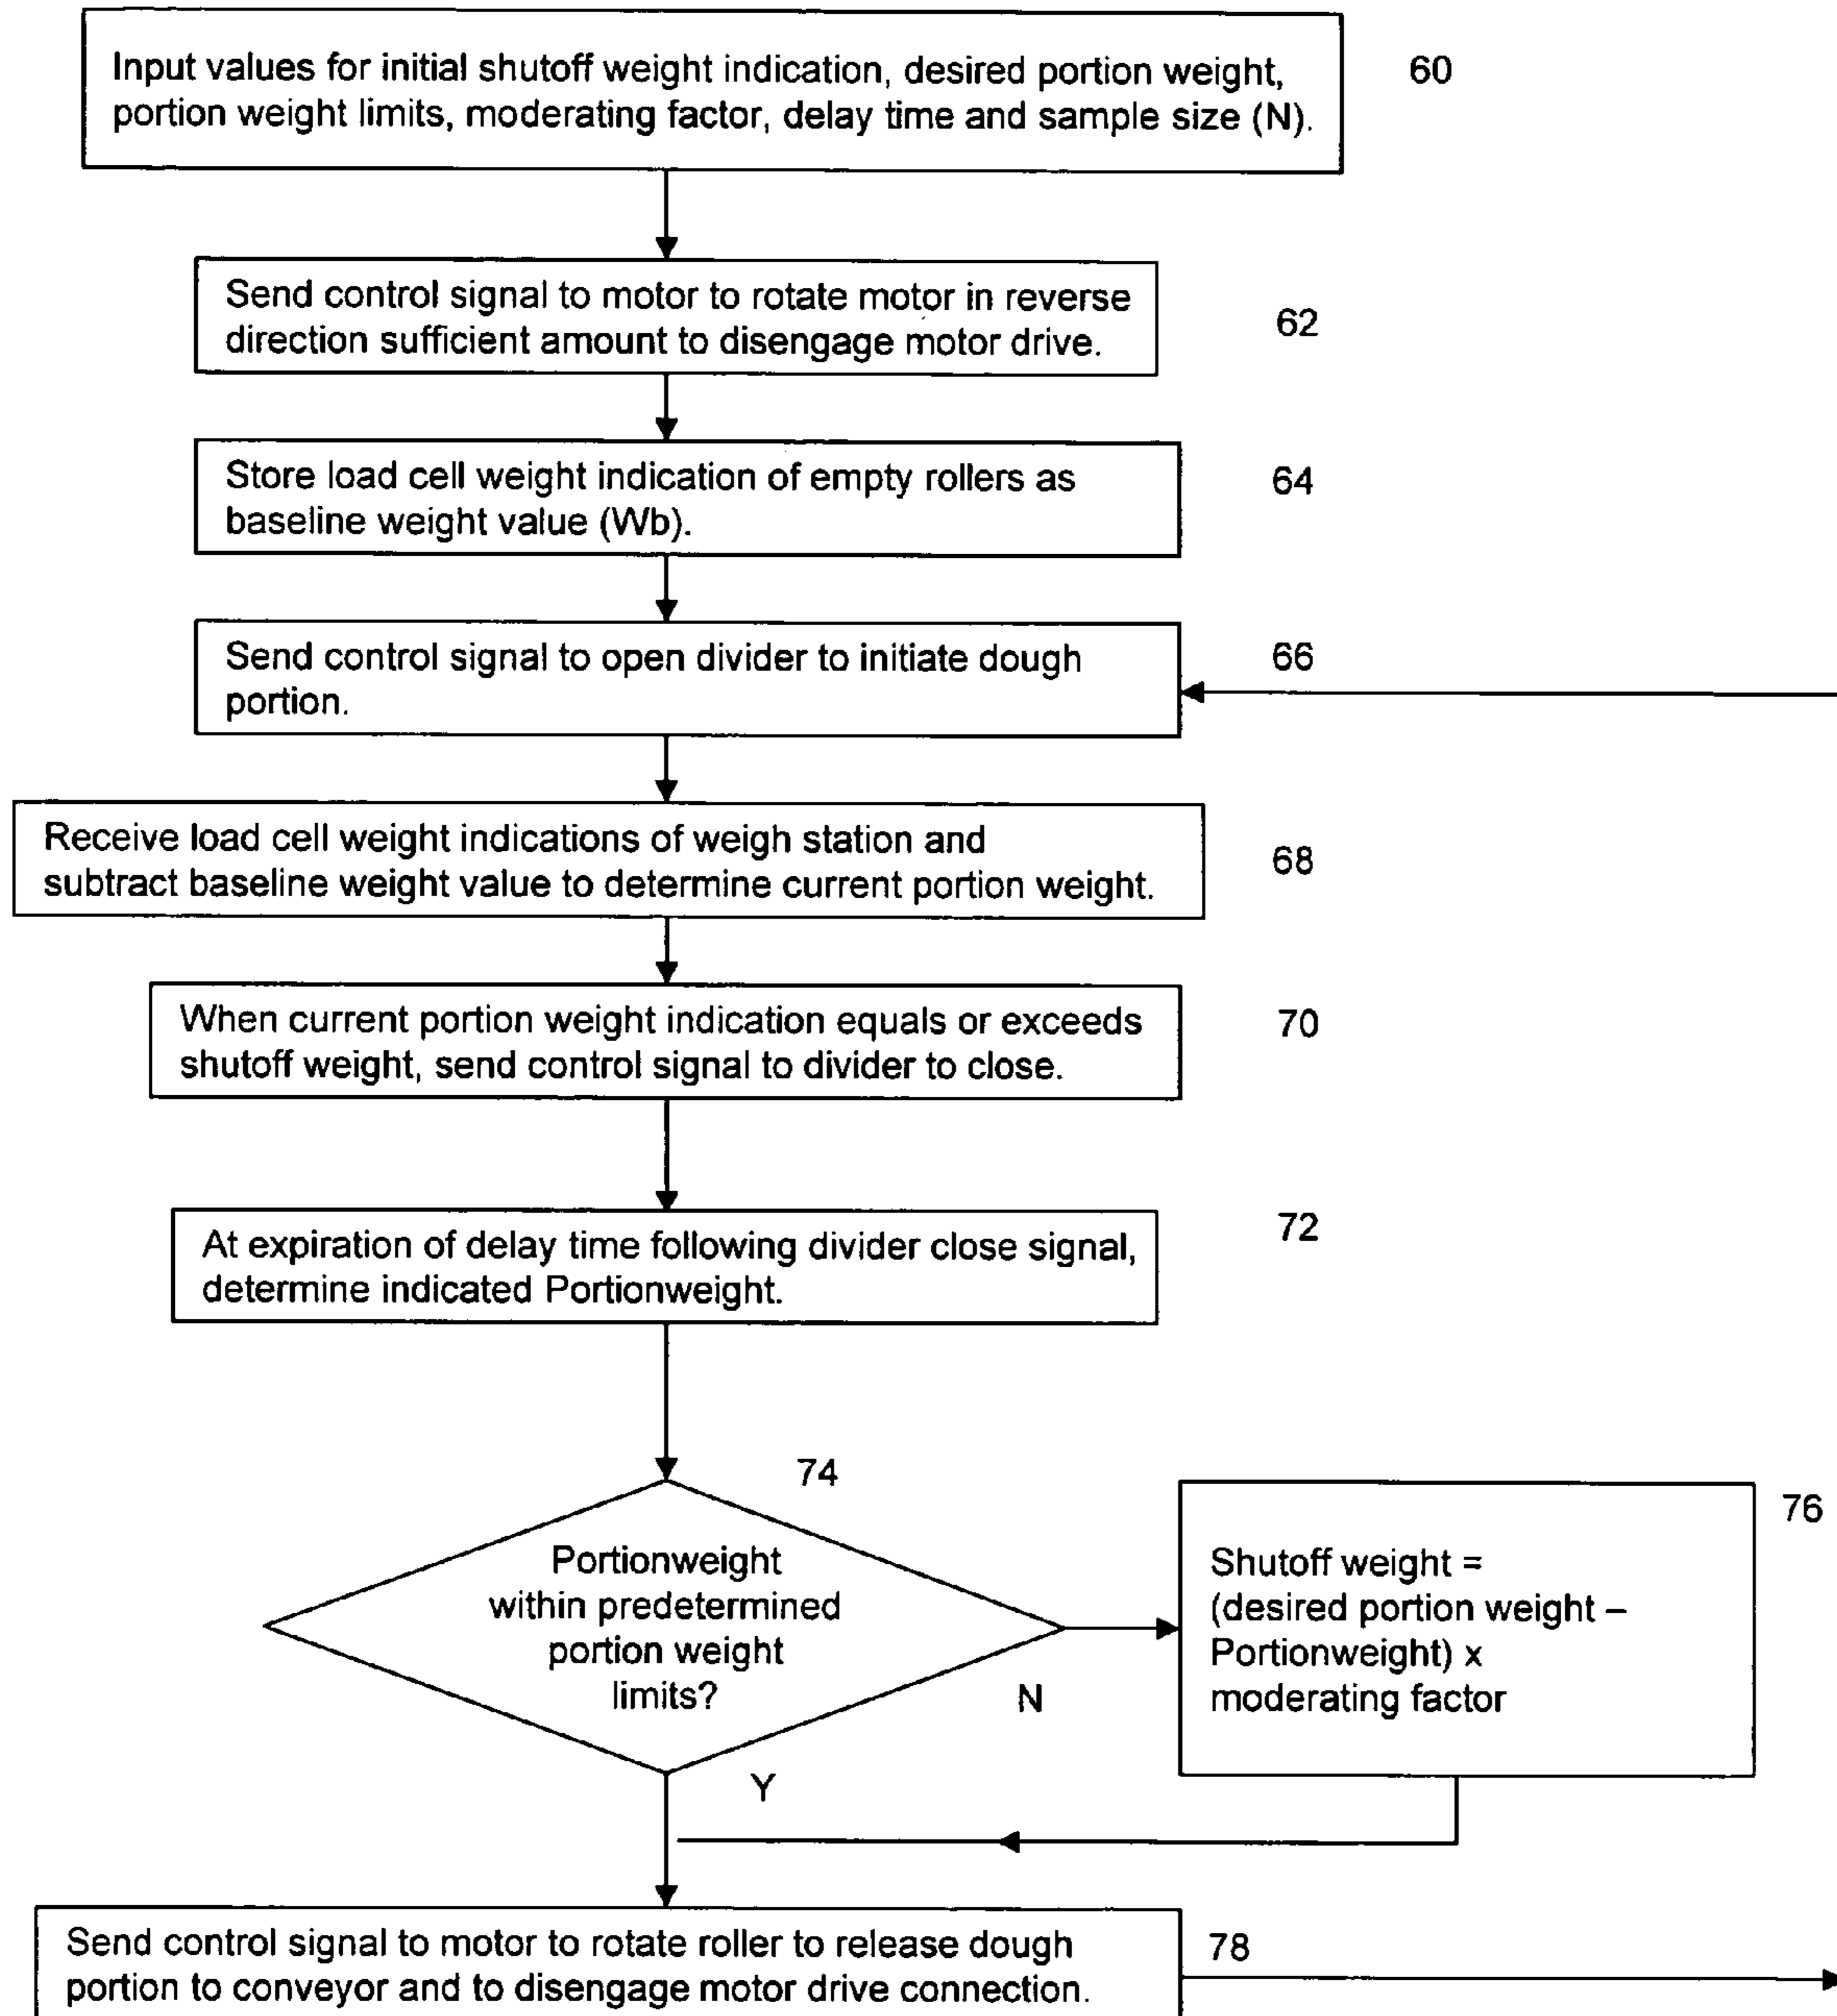 Input values for initial shutoff weight indication, desired portion weight,
portion weight limits, moderating factor, delay time and sample size (N).
60
Send control signal to motor to rotate motor in reverse
direction sufficient amount to disengage motor drive.
62
Store load cell weight indication of empty rollers as
baseline weight value (Wb).
64
Send control signal to open divider to initiate dough
portion.
66
Receive load cell weight indications of weigh station and
subtract baseline weight value to determine current portion weight.
68
When current portion weight indication equals or exceeds
shutoff weight, send control signal to divider to close.
70
At expiration of delay time following divider close signal,
determine indicated Portionweight.
72
74
Portionweight
within predetermined
portion weight
limits?
N
Y
76
Shutoff weight =
(desired portion weight –
Portionweight) x
moderating factor
Send control signal to motor to rotate roller to release dough
portion to conveyor and to disengage motor drive connection.
78